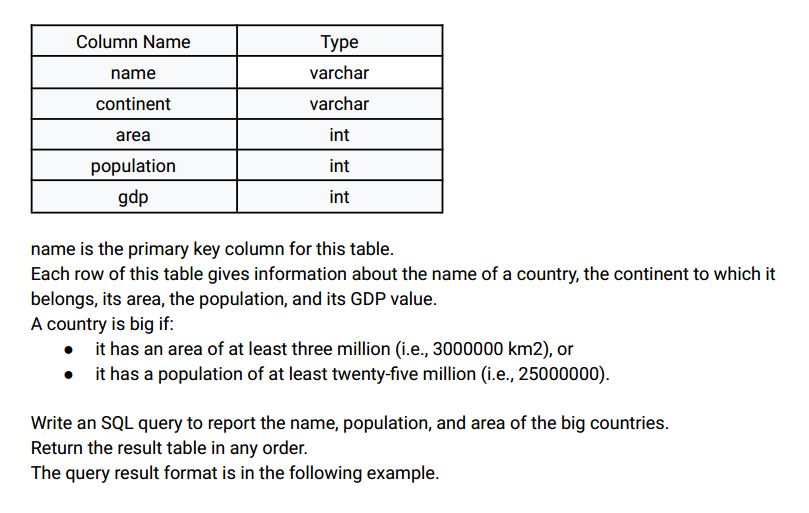 Column Name Type
name varchar
continent varchar
area int
population int
gdp int
name is the primary key column for this table.
Each row of this table gives information about the name of a country, the continent to which it
belongs, its area, the population, and its GDP value.
A country is big if:
● it has an area of at least three million (i.e., 3000000 km2), or
● it has a population of at least twenty-five million (i.e., 25000000).
Write an SQL query to report the name, population, and area of the big countries.
Return the result table in any order.
The query result format is in the following example.